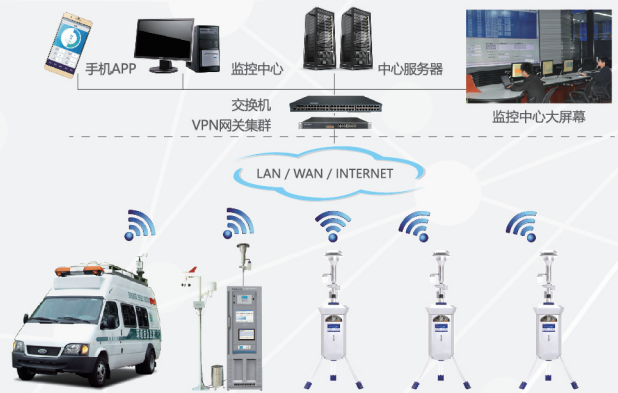 手机APP
监控中心
中心服务器
交换机
VPN网关集群
监控中心大屏幕
LAN / WAN / INTERNET